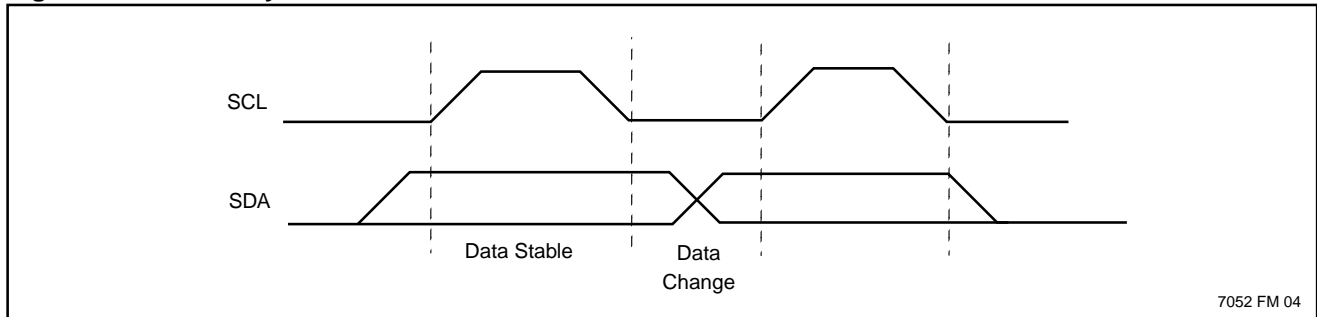 SCL
SDA
Data Stable
Data
Change
7052 FM 04